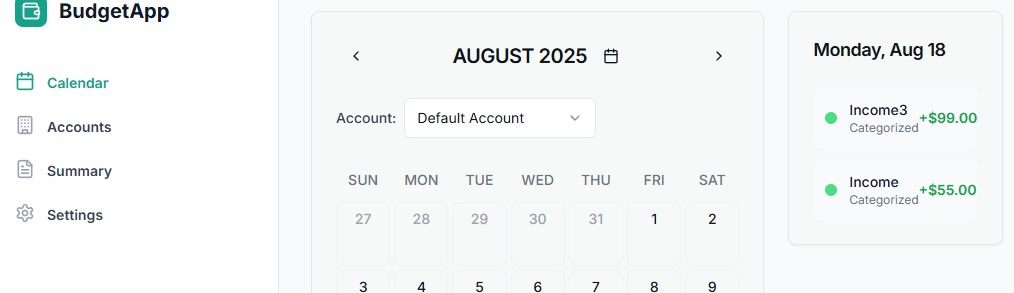 BudgetApp
Calendar
Accounts
Summary
Settings
AUGUST 2025
Account: Default Account
SUN MON TUE WED THU FRI SAT
27 28 29 30 31 1 2
3 4 5 6 7 8 9
Monday, Aug 18
Income3
Categorized +$99.00
Income
Categorized +$55.00